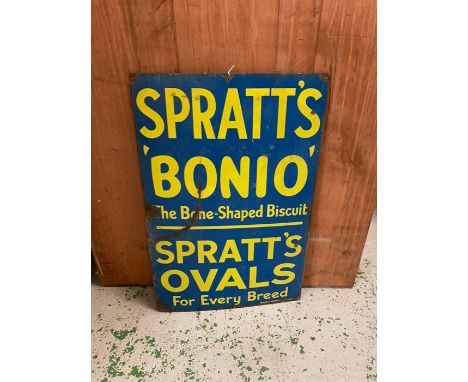 SPRATT'S
'BONIO'
The Bone-Shaped Biscuit
SPRATT'S
OVALS
For Every Breed